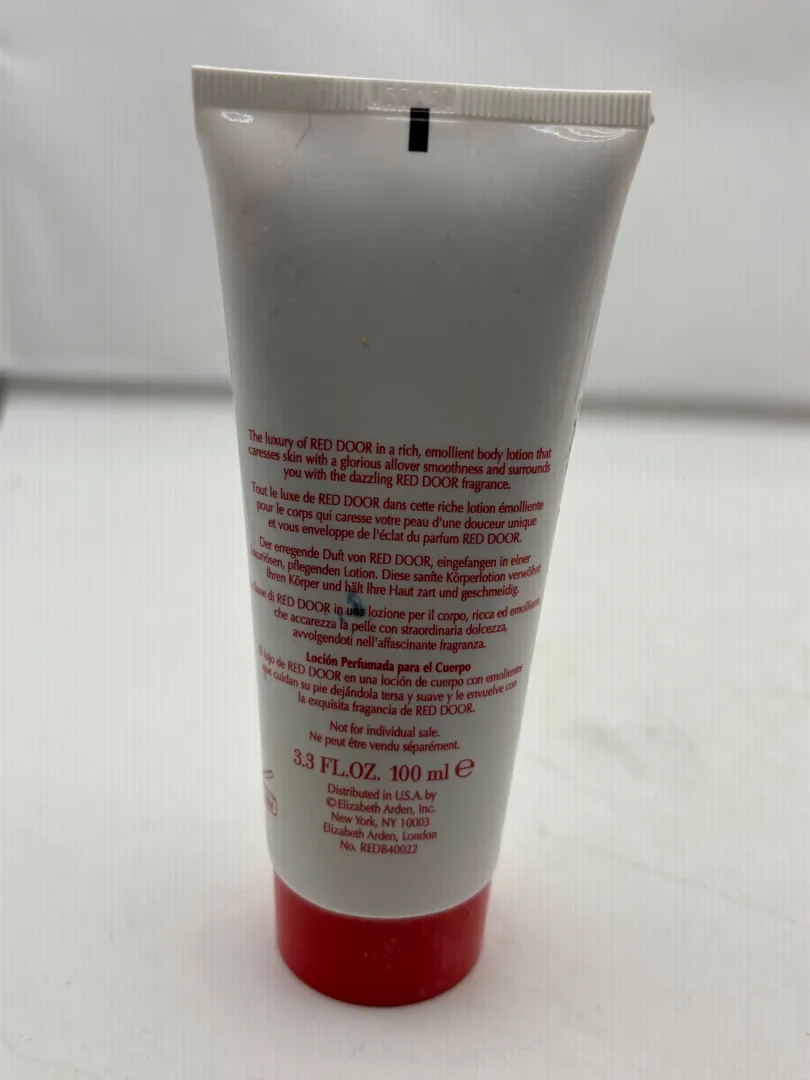 The luxury of RED DOOR in a rich, emollient body lotion that
caresses skin with a glorious allover smoothness and surrounds
you with the dazzling RED DOOR fragrance.
Tout le luxe de RED DOOR dans cette riche lotion émolliente
pour le corps qui caresse votre peau d'une douceur unique
et vous enveloppe de l'éclat du parfum RED DOOR.
Der erregende Duft von RED DOOR, eingefangen in einer
luxuriösen, pflegenden Lotion. Diese sanfte Körperlotion verwöhnt
Ihren Körper und hält Ihre Haut zart und geschmeidig.
di RED DOOR in una lozione per il corpo, ricca ed emolliente
che accarezza la pelle con straordinaria dolcezza,
avvolgendoti nell'affascinante fragranza.
Loción Perfumada para el Cuerpo
El lujo de RED DOOR en una loción de cuerpo con emolientes
que cuidan su pie dejándola tersa y suave y le envuelve con
la exquisita fragancia de RED DOOR.
Not for individual sale.
Ne peut être vendu séparément.
3.3 FL.OZ. 100 ml e
Distributed in U.S.A. by
©Elizabeth Arden, Inc.
New York, NY 10003
Elizabeth Arden, London
No. REDB40022